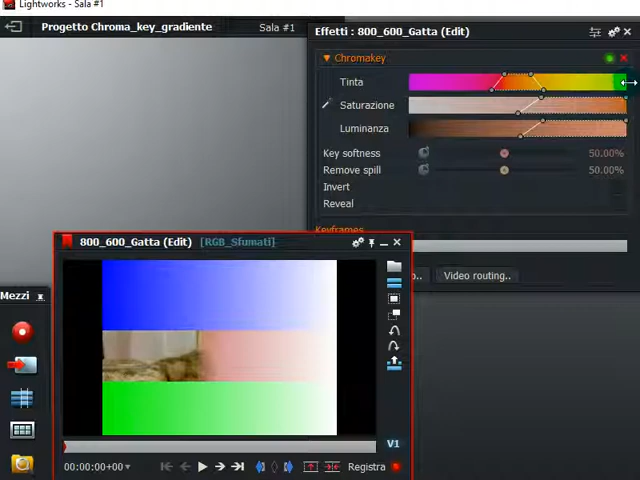 Lightworks - Sala #1
Progetto Chroma_key_gradiente
Sala #1
Effetti : 800_600_Gatta (Edit)
Chromakey
Tinta
Saturazione
Luminanza
Key softness
50.00%
Remove spill
50.00%
Invert
Reveal
Keyframes
Video routing..
800_600_Gatta (Edit)
[RGB_Sfumati]
Mezzi
V1
00:00:00+00
Registra